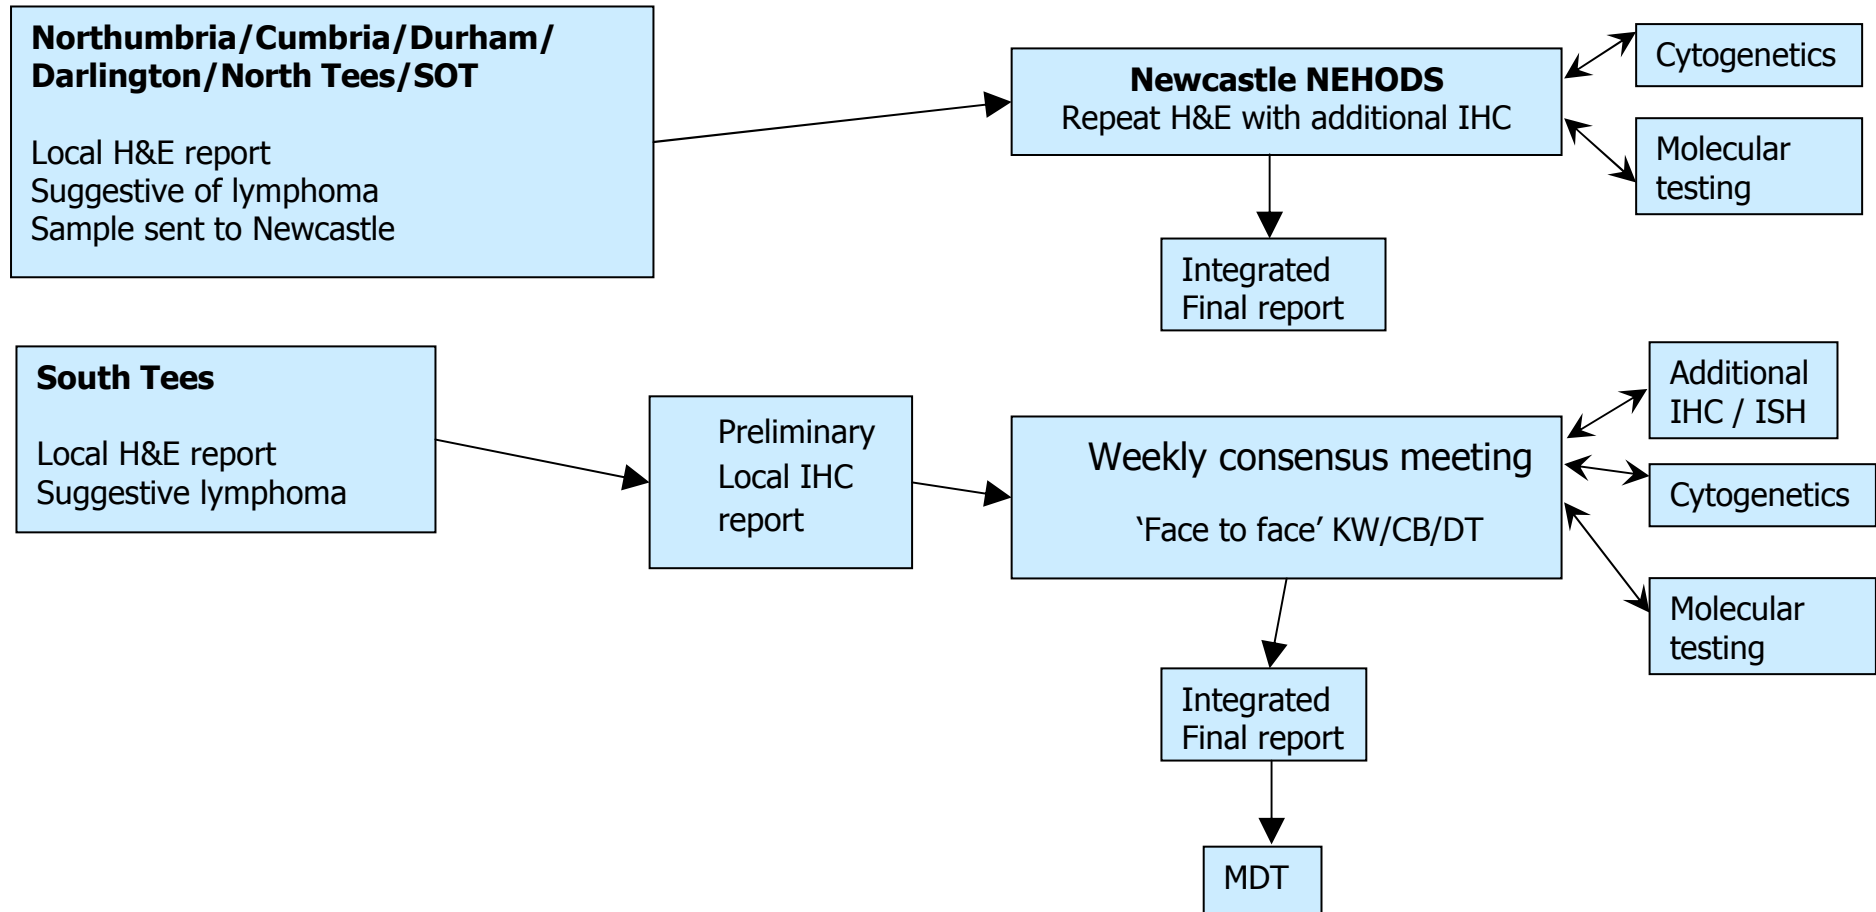 Northumbria/Cumbria/Durham/
Darlington/North Tees/SOT
Local H&E report
Suggestive of lymphoma
Sample sent to Newcastle
Newcastle NEHODS
Repeat H&E with additional IHC
Cytogenetics
Molecular
testing
Integrated
Final report
South Tees
Local H&E report
Suggestive lymphoma
Preliminary
Local IHC
report
Weekly consensus meeting
‘Face to face’ KW/CB/DT
Additional
IHC / ISH
Cytogenetics
Molecular
testing
Integrated
Final report
MDT